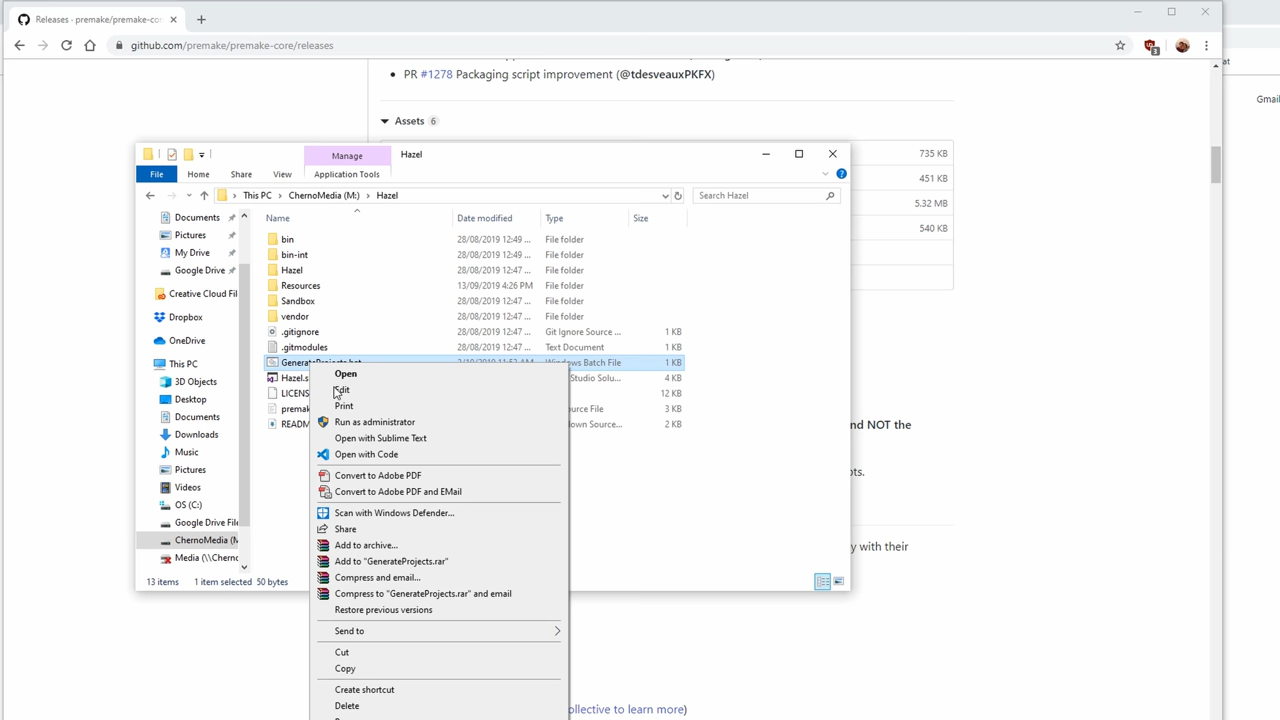 Releases · premake/premake-cor
github.com/premake/premake-core/releases
3
at
Gmail
PR #1278 Packaging script improvement (@tdesveauxPKFX)
Assets 6
735 KB
451 KB
5.32 MB
540 KB
Manage
Hazel
File
Home
Share
View
Application Tools
This PC
ChernoMedia (M:)
Hazel
Search Hazel
Name
Date modified
Type
Size
Documents
Pictures
My Drive
Google Drive
Creative Cloud Fil
Dropbox
OneDrive
This PC
3D Objects
Desktop
Documents
Downloads
Music
Pictures
Videos
OS (C:)
Google Drive File
ChernoMedia (M
Media (\\Cherno
bin 28/08/2019 12:49 ... File folder
bin-int 28/08/2019 12:49 ... File folder
Hazel 28/08/2019 12:47 ... File folder
Resources 13/09/2019 4:26 PM File folder
Sandbox 28/08/2019 12:47 ... File folder
vendor 28/08/2019 12:47 ... File folder
.gitignore 28/08/2019 12:47 ... Git Ignore Source ... 1 KB
.gitmodules 28/08/2019 12:47 ... Text Document 1 KB
GenerateProjects.bat Windows Batch File 1 KB
Hazel.s Studio Solu... 4 KB
LICENS 12 KB
premak ource File 3 KB
README down Source... 2 KB
Open
Edit
Print
Run as administrator
Open with Sublime Text
Open with Code
Convert to Adobe PDF
Convert to Adobe PDF and EMail
Scan with Windows Defender...
Share
Add to archive...
Add to "GenerateProjects.rar"
Compress and email...
Compress to "GenerateProjects.rar" and email
Restore previous versions
Send to
Cut
Copy
Create shortcut
Delete
13 items
1 item selected 50 bytes
nd NOT the
ots.
y with their
ollective to learn more)